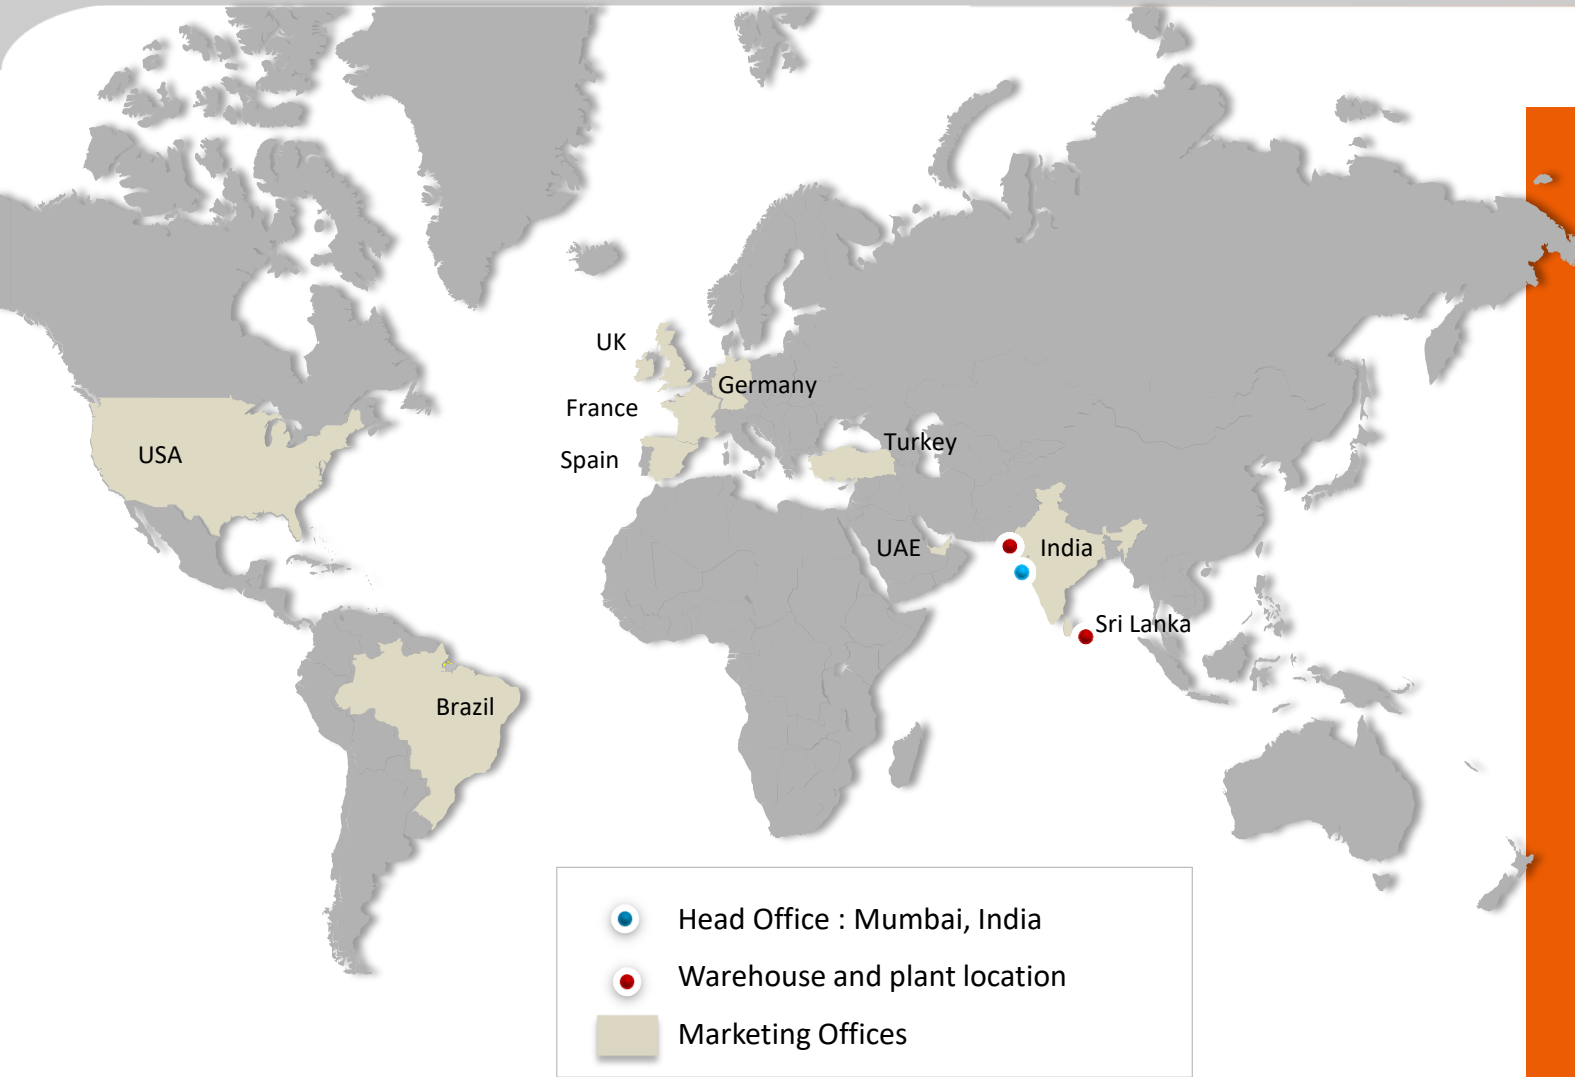 UK
Germany
France
Turkey
USA
Spain
UAE
India
Sri Lanka
Brazil
Head Office : Mumbai, India
Warehouse and plant location
Marketing Offices